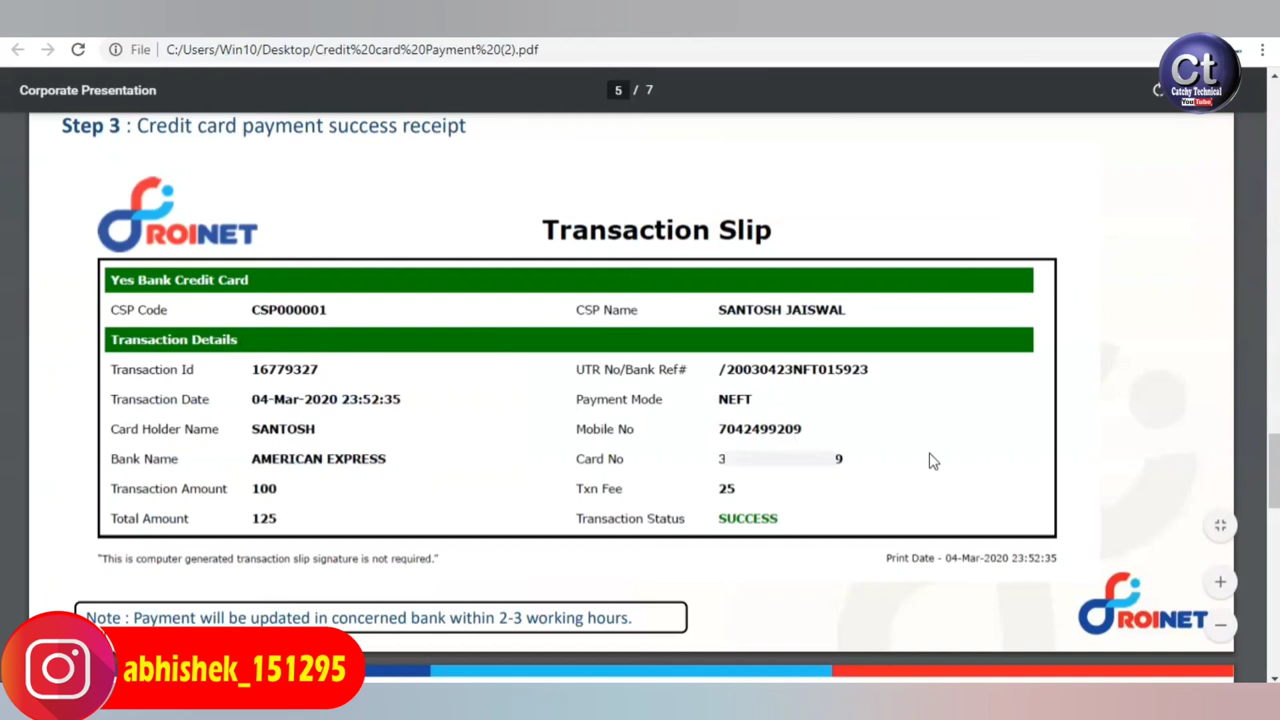 File C:/Users/Win10/Desktop/Credit%20card%20Payment%20(2).pdf
Ct
Catchy Technical
YouTube
Corporate Presentation 5 / 7
Step 3 : Credit card payment success receipt
ROINET
Transaction Slip
Yes Bank Credit Card
CSP Code CSP000001 CSP Name SANTOSH JAISWAL
Transaction Details
Transaction Id 16779327 UTR No/Bank Ref# /20030423NFT015923
Transaction Date 04-Mar-2020 23:52:35 Payment Mode NEFT
Card Holder Name SANTOSH Mobile No 7042499209
Bank Name AMERICAN EXPRESS Card No 3 9
Transaction Amount 100 Txn Fee 25
Total Amount 125 Transaction Status SUCCESS
"This is computer generated transaction slip signature is not required." Print Date - 04-Mar-2020 23:52:35
Note : Payment will be updated in concerned bank within 2-3 working hours.
ROINET
abhishek_151295